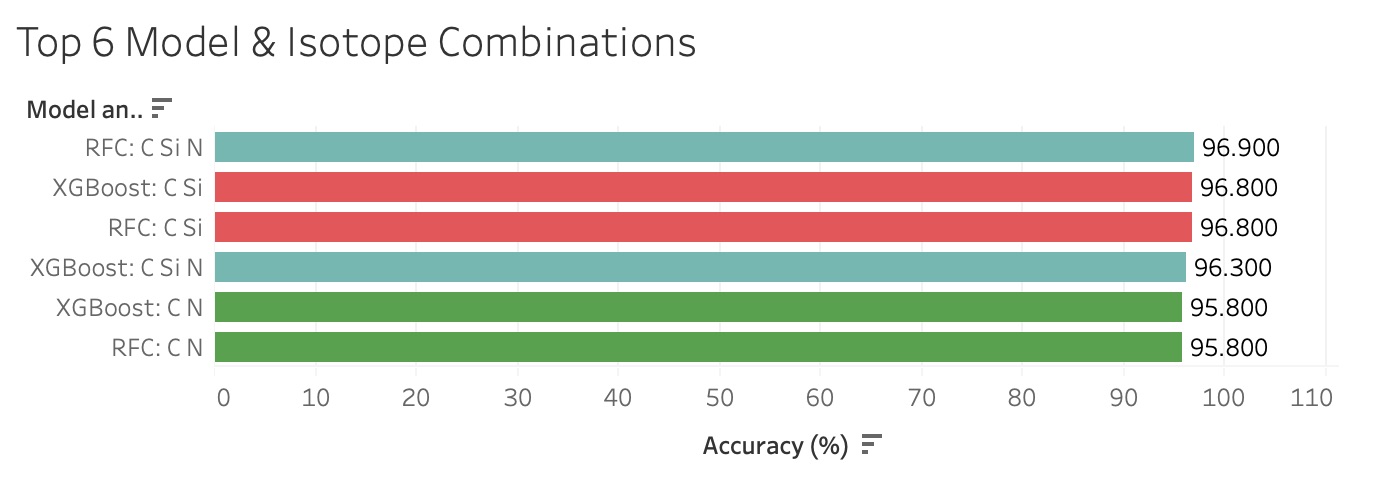 Top 6 Model & Isotope Combinations
Model an..
RFC: C Si N 96.900
XGBoost: C Si 96.800
RFC: C Si 96.800
XGBoost: C Si N 96.300
XGBoost: C N 95.800
RFC: C N 95.800
0 10 20 30 40 50 60 70 80 90 100 110
Accuracy (%)